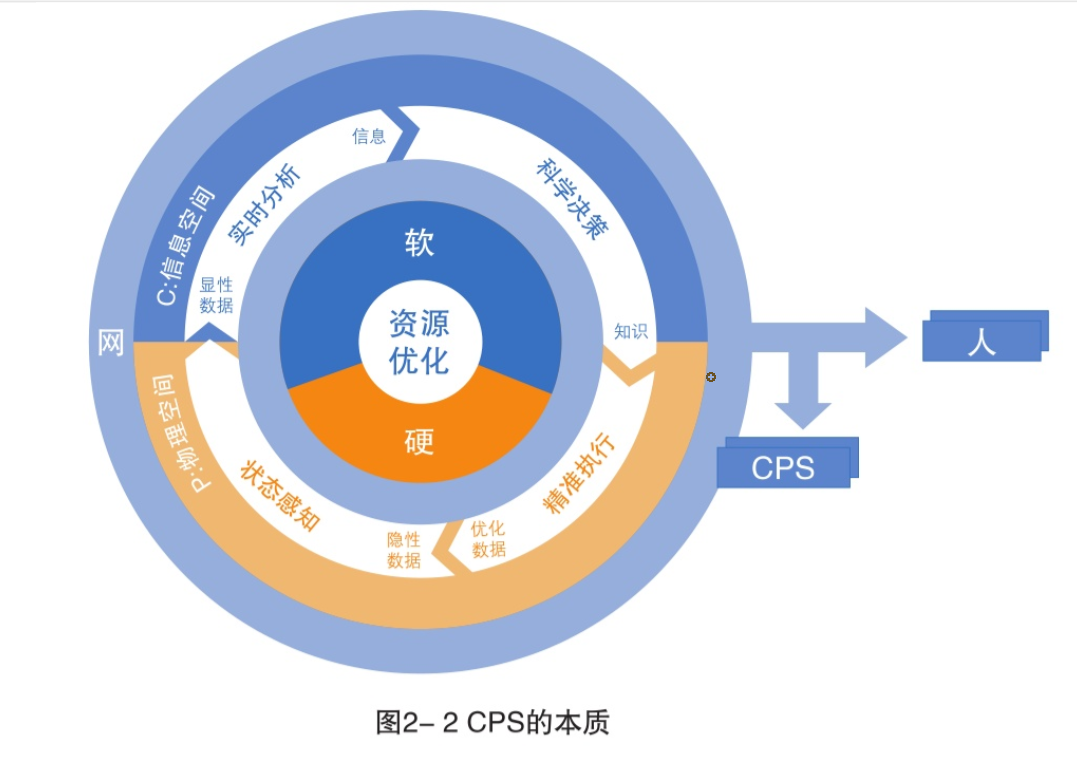 信息
科学决策
实时分析
C:信息空间
显性
数据
软
资源
优化
知识
网
人
P:物理空间
硬
状态感知
精准执行
隐性
数据
优化
数据
CPS
图2- 2 CPS的本质